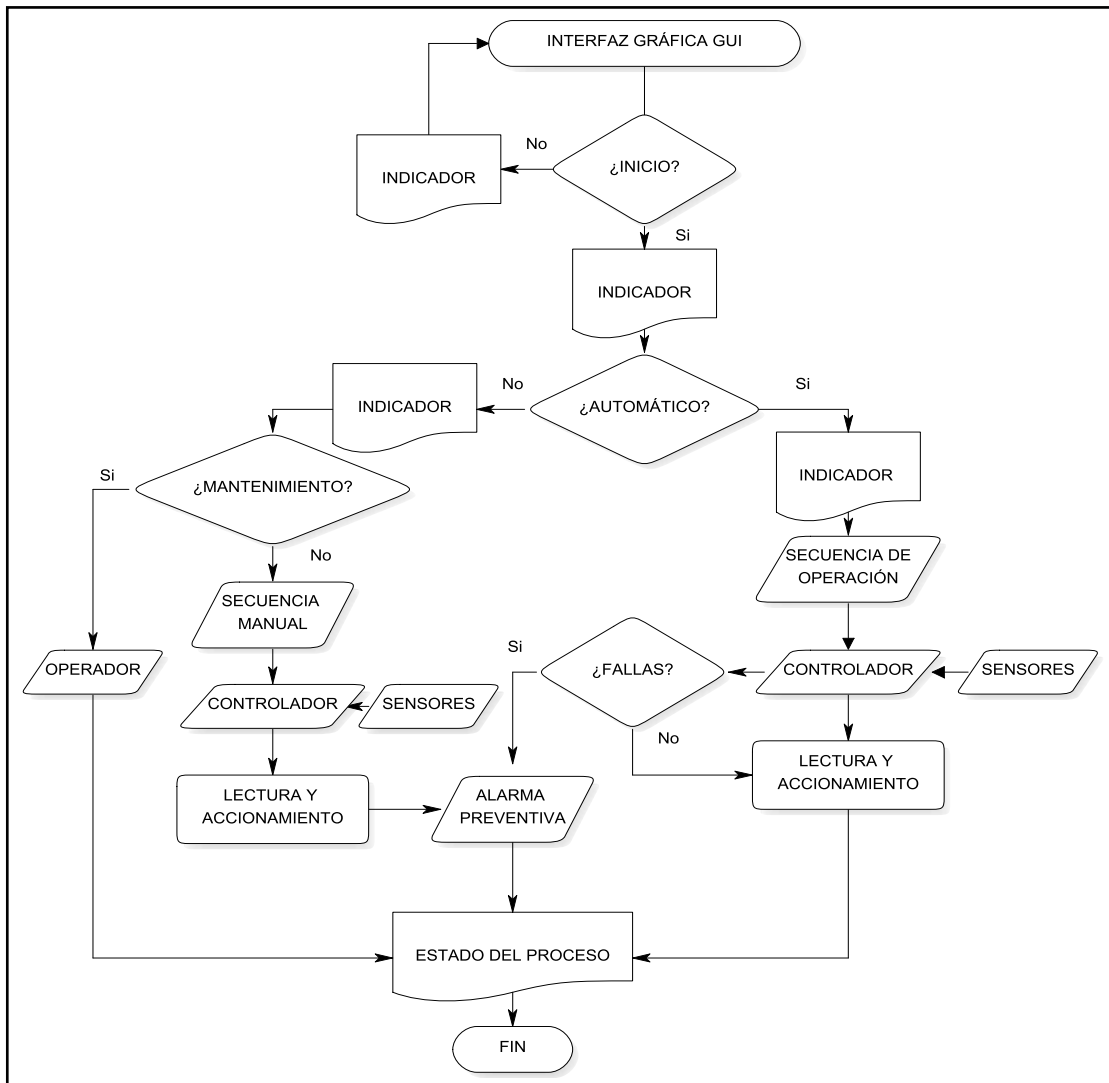 INTERFAZ GRÁFICA GUI
No
¿INICIO?
INDICADOR
Si
INDICADOR
No
¿AUTOMÁTICO?
Si
INDICADOR
INDICADOR
Si
¿MANTENIMIENTO?
No
SECUENCIA DE
OPERACIÓN
SECUENCIA
MANUAL
Si
¿FALLAS?
CONTROLADOR
SENSORES
OPERADOR
CONTROLADOR
SENSORES
No
LECTURA Y
ACCIONAMIENTO
LECTURA Y
ACCIONAMIENTO
ALARMA
PREVENTIVA
ESTADO DEL PROCESO
FIN